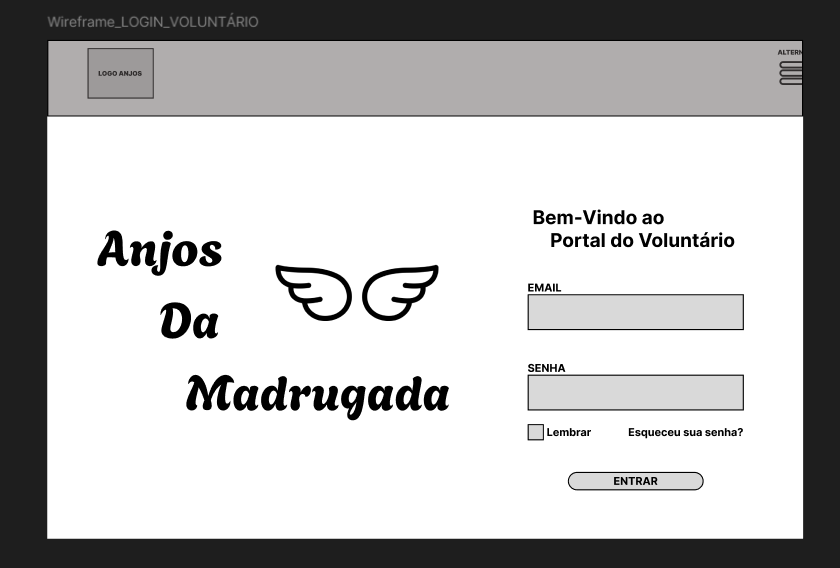 Wireframe_LOGIN_VOLUNTÁRIO
LOGO ANJOS
ALTERN
Anjos
Da
Madrugada
Bem-Vindo ao
Portal do Voluntário
EMAIL
SENHA
Lembrar
Esqueceu sua senha?
ENTRAR